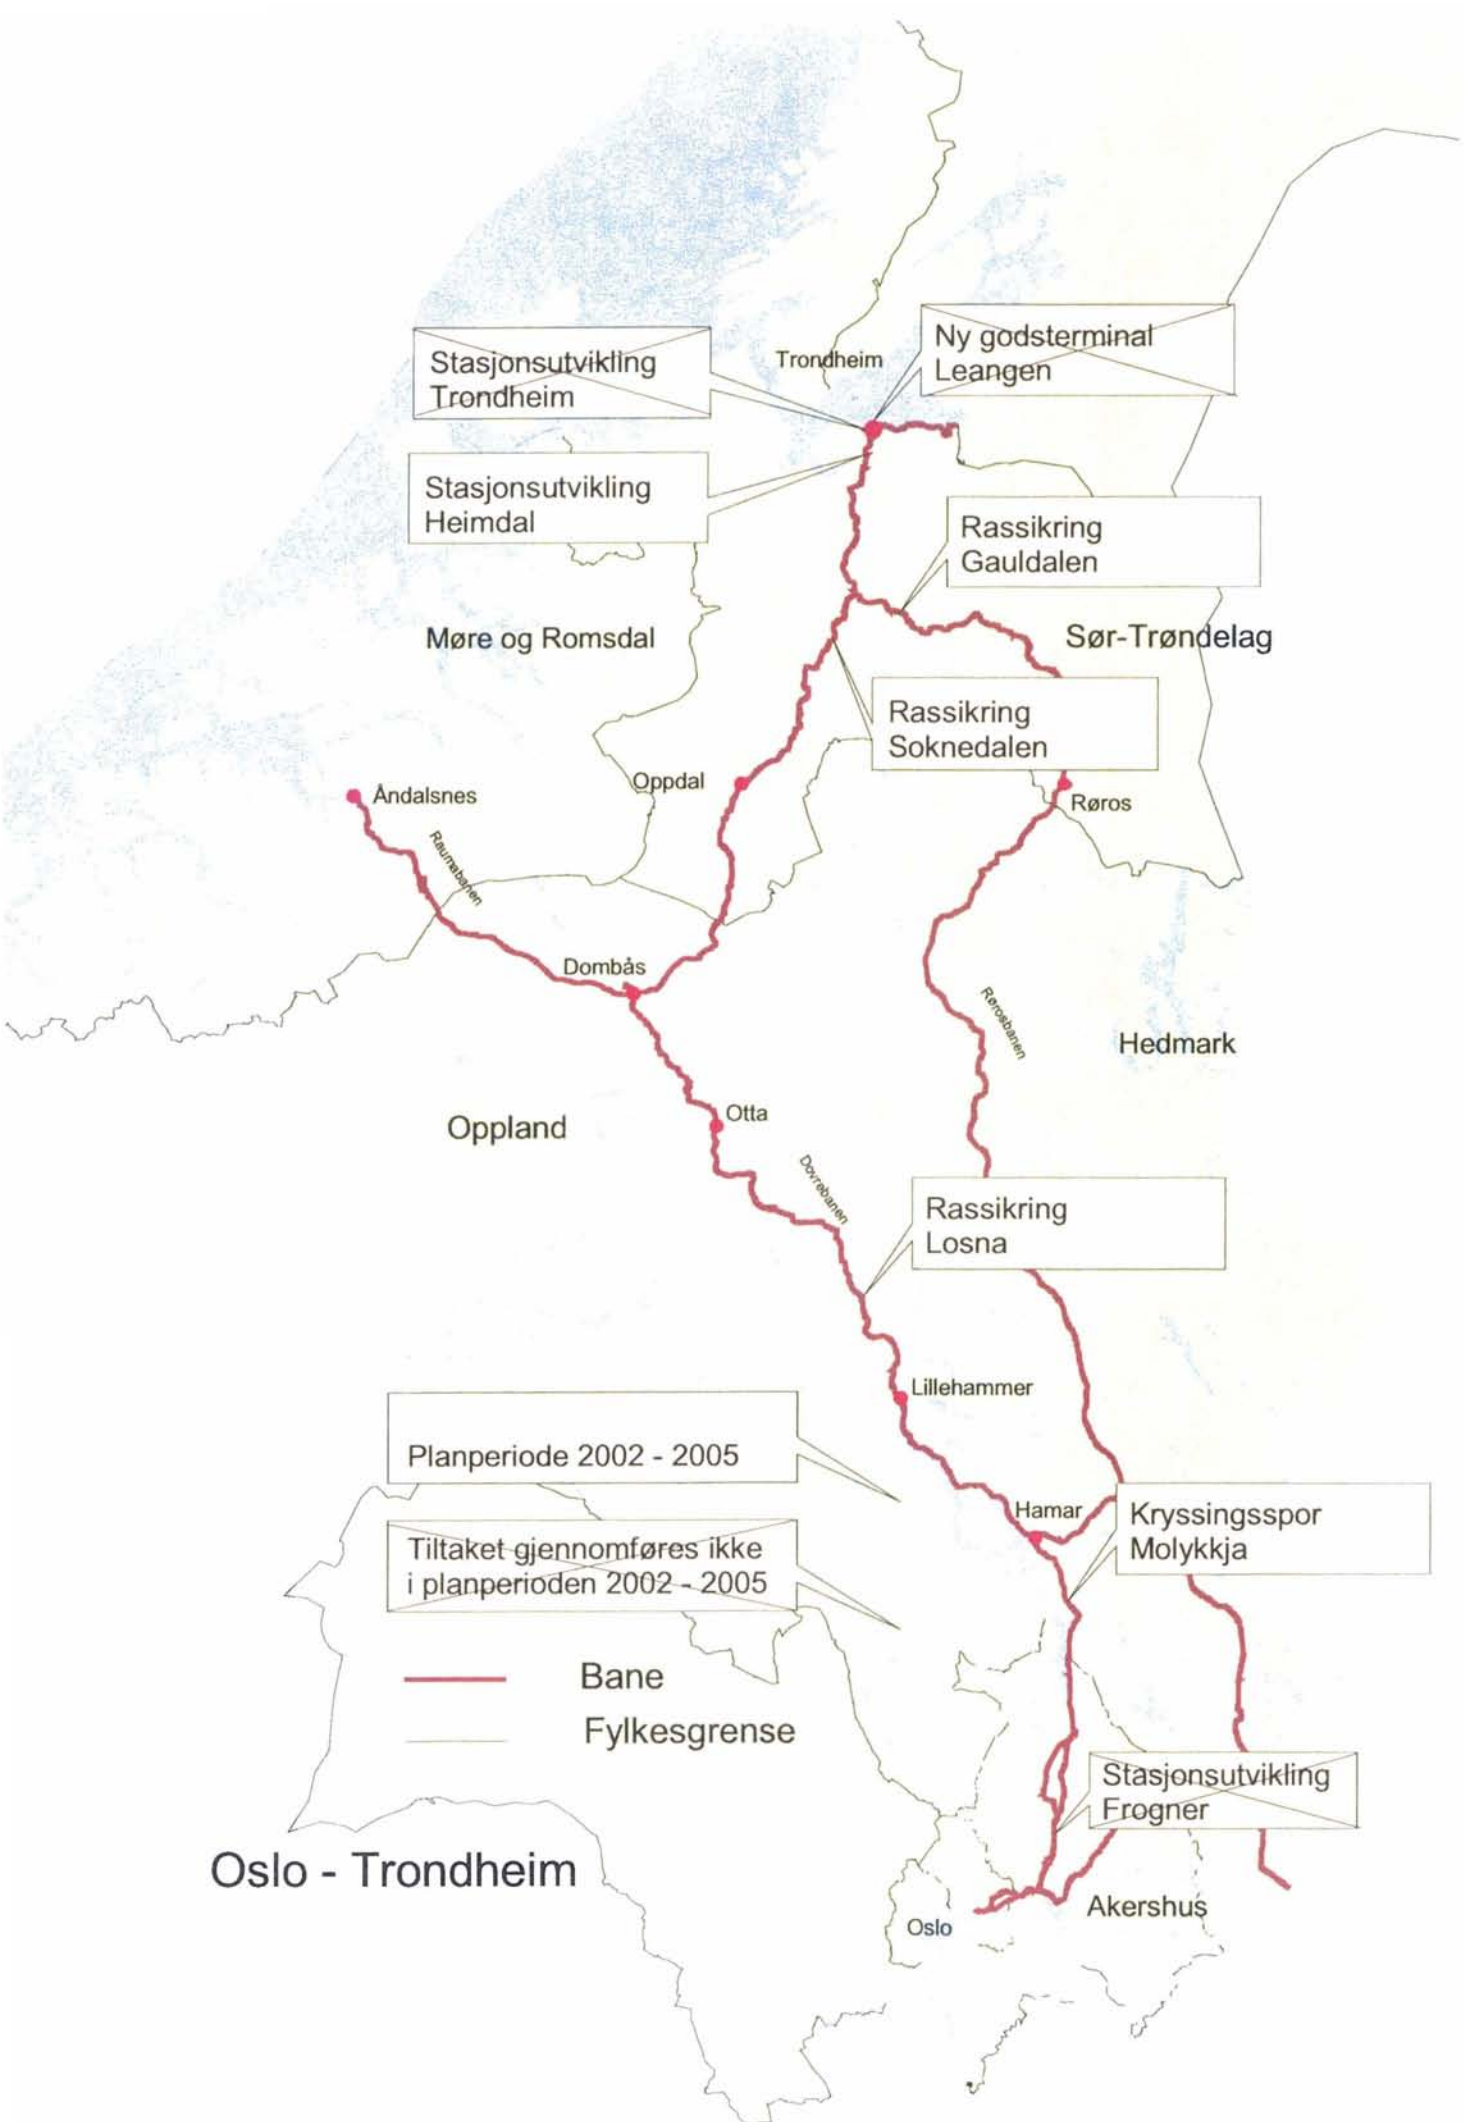 Stasjonsutvikling
Trondheim
Trondheim
Ny godsterminal
Leangen
Stasjonsutvikling
Heimdal
Rassikring
Gauldalen
Møre og Romsdal
Sør-Trøndelag
Rassikring
Soknedalen
Oppdal
Åndalsnes
Røros
Raumabanen
Dombås
Rørosbanen
Hedmark
Oppland
Otta
Dovrebanen
Rassikring
Losna
Lillehammer
Planperiode 2002 - 2005
Hamar
Kryssingsspor
Molykkja
Tiltaket gjennomføres ikke
i planperioden 2002 - 2005
Bane
Fylkesgrense
Stasjonsutvikling
Frogner
Oslo - Trondheim
Akershus
Oslo